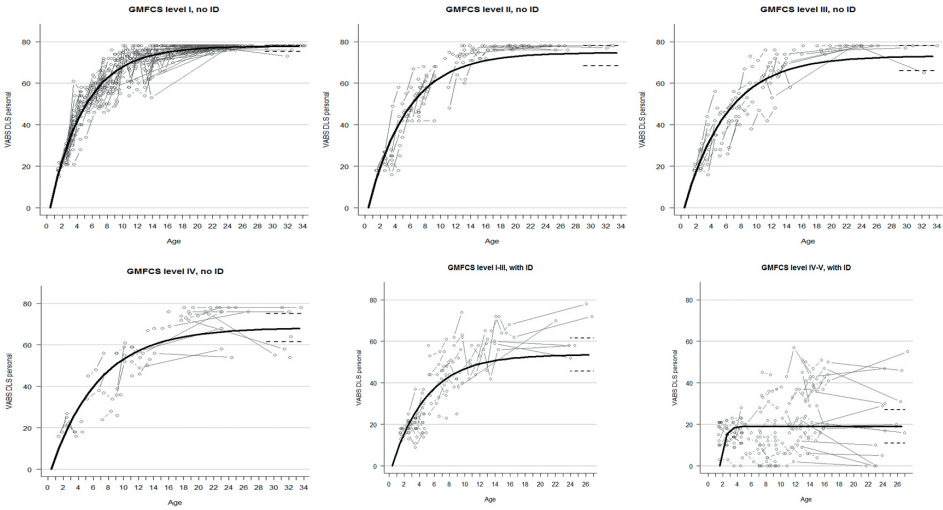 GMFCS level I, no ID
80
60
40
20
0
VABS DLS personal
0 2 4 6 8 10 12 14 16 18 20 22 24 26 28 30 32 34
Age
GMFCS level II, no ID
80
60
40
20
0
VABS DLS personal
0 2 4 6 8 10 12 14 16 18 20 22 24 26 28 30 32 34
Age
GMFCS level III, no ID
80
60
40
20
0
VABS DLS personal
0 2 4 6 8 10 12 14 16 18 20 22 24 26 28 30 32 34
Age
GMFCS level IV, no ID
80
60
40
20
0
VABS DLS personal
0 2 4 6 8 10 12 14 16 18 20 22 24 26 28 30 32 34
Age
GMFCS level I-III, with ID
80
60
40
20
0
VABS DLS personal
0 2 4 6 8 10 12 14 16 18 20 22 24 26
Age
GMFCS level IV-V, with ID
80
60
40
20
0
VABS DLS personal
0 2 4 6 8 10 12 14 16 18 20 22 24 26
Age